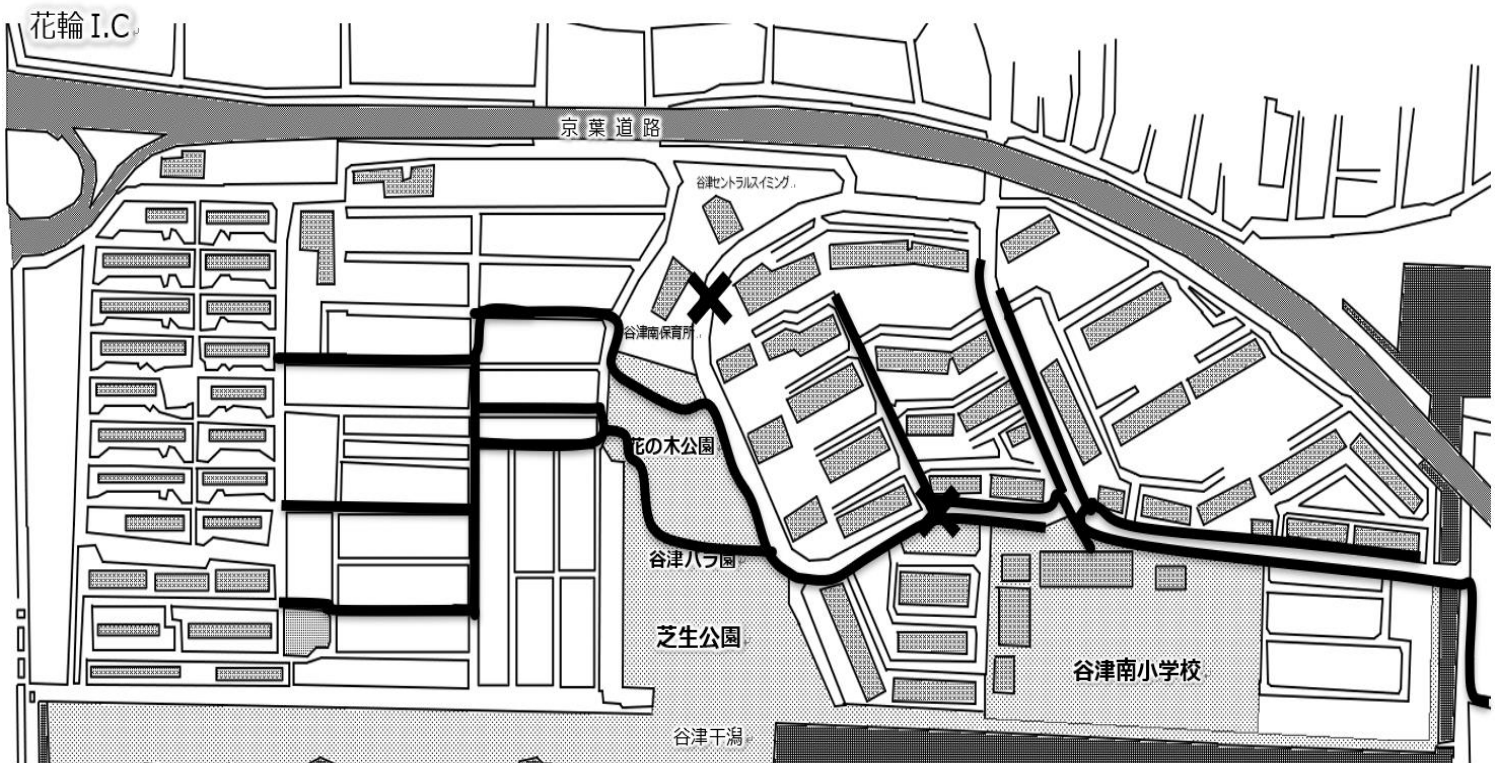 花輪 I.C
京葉道路
谷津セントラルスイミング
谷津南保育所
花の木公園
谷津バラ園
芝生公園
谷津南小学校
谷津干潟